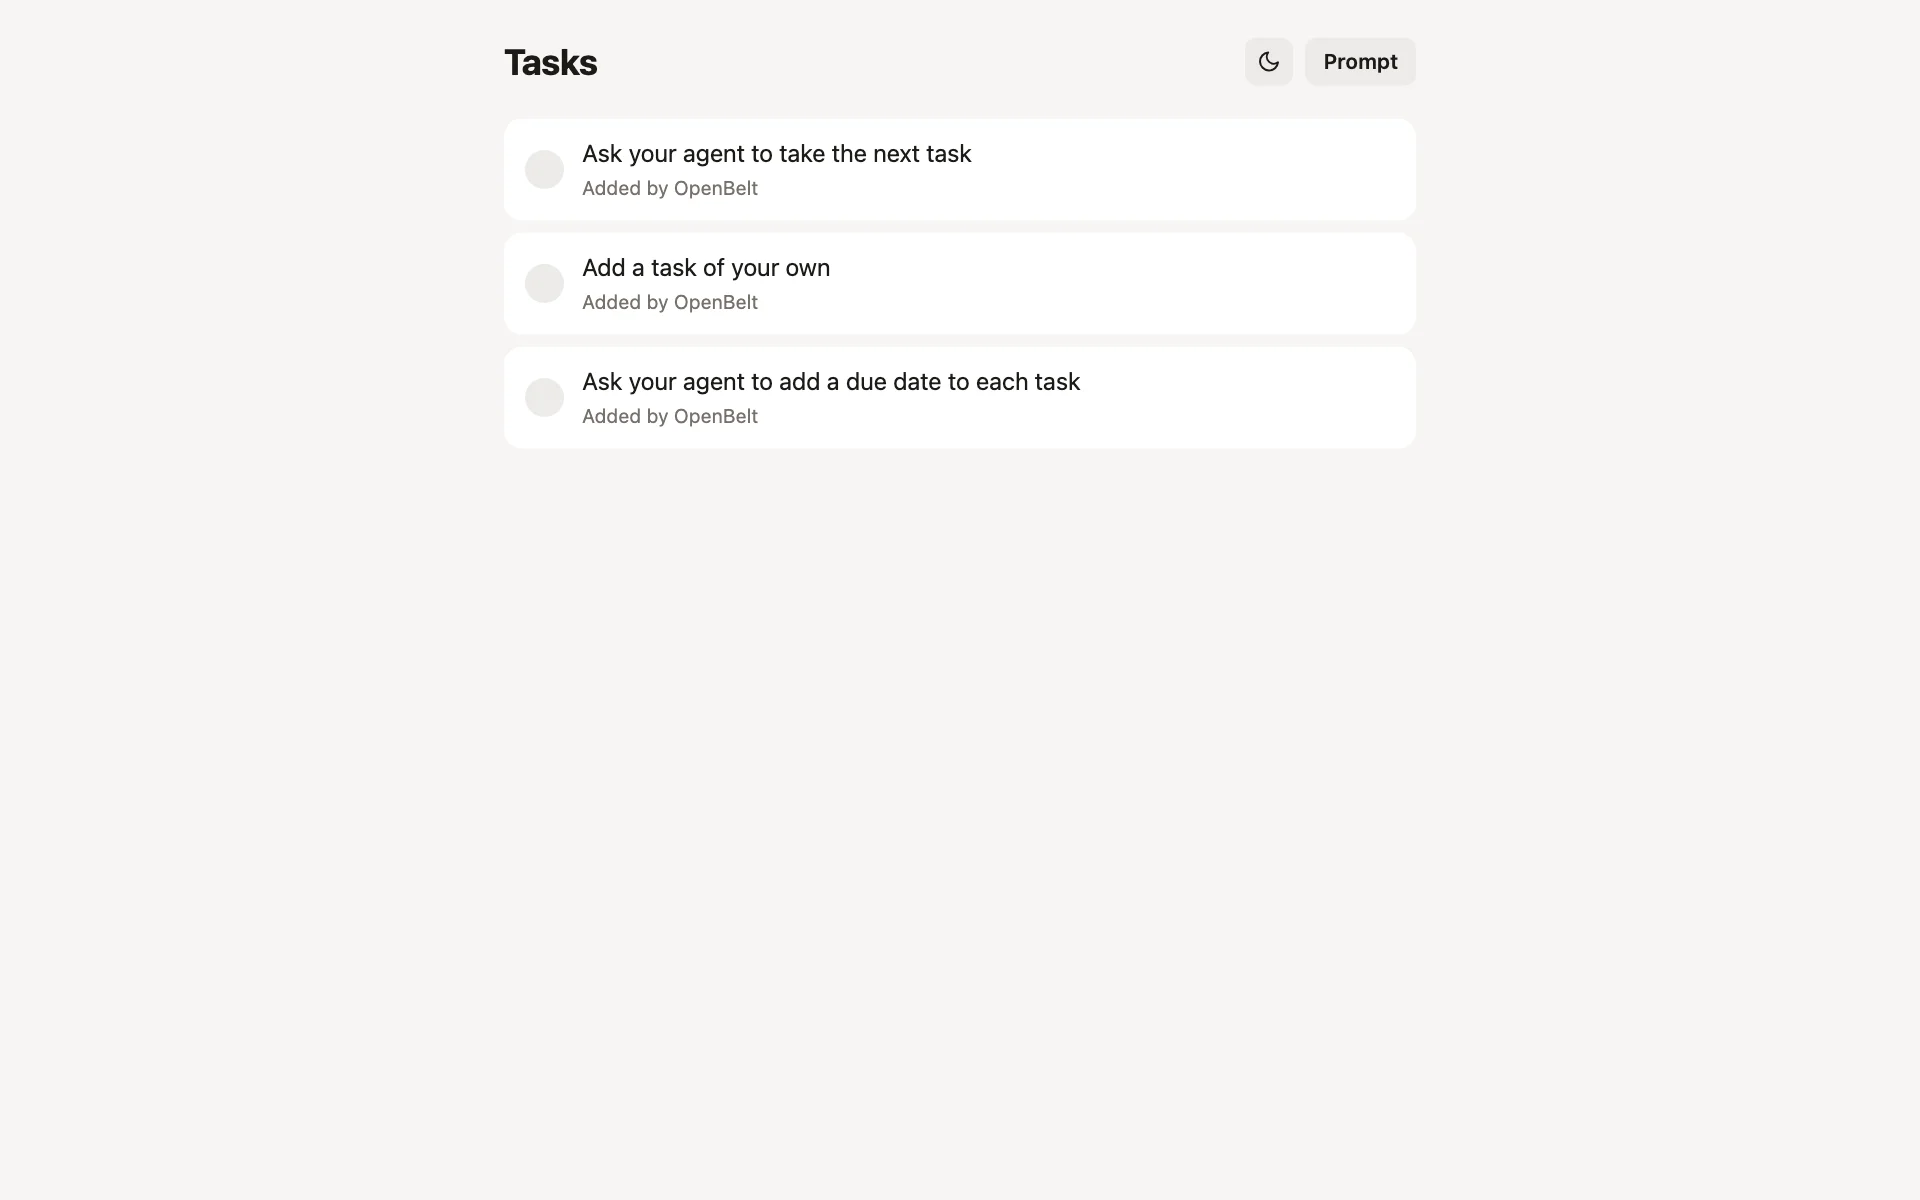 Tasks
Prompt
Ask your agent to take the next task
Added by OpenBelt
Add a task of your own
Added by OpenBelt
Ask your agent to add a due date to each task
Added by OpenBelt